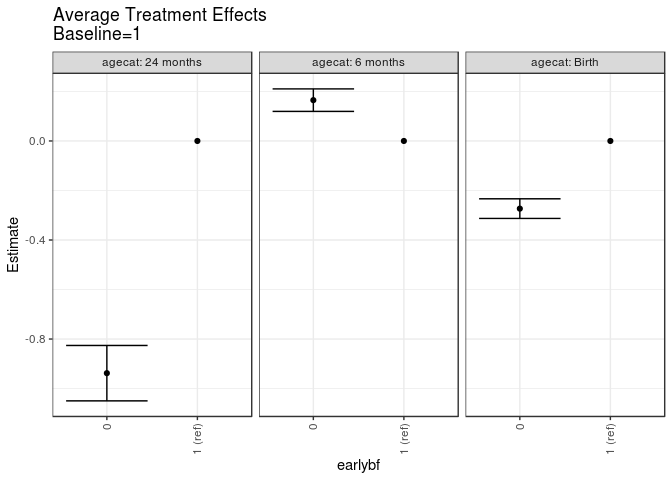 Average Treatment Effects
Baseline=1
agecat: 24 months
agecat: 6 months
agecat: Birth
Estimate
0.0
-0.4
-0.8
0
1 (ref)
0
1 (ref)
0
1 (ref)
earlybf